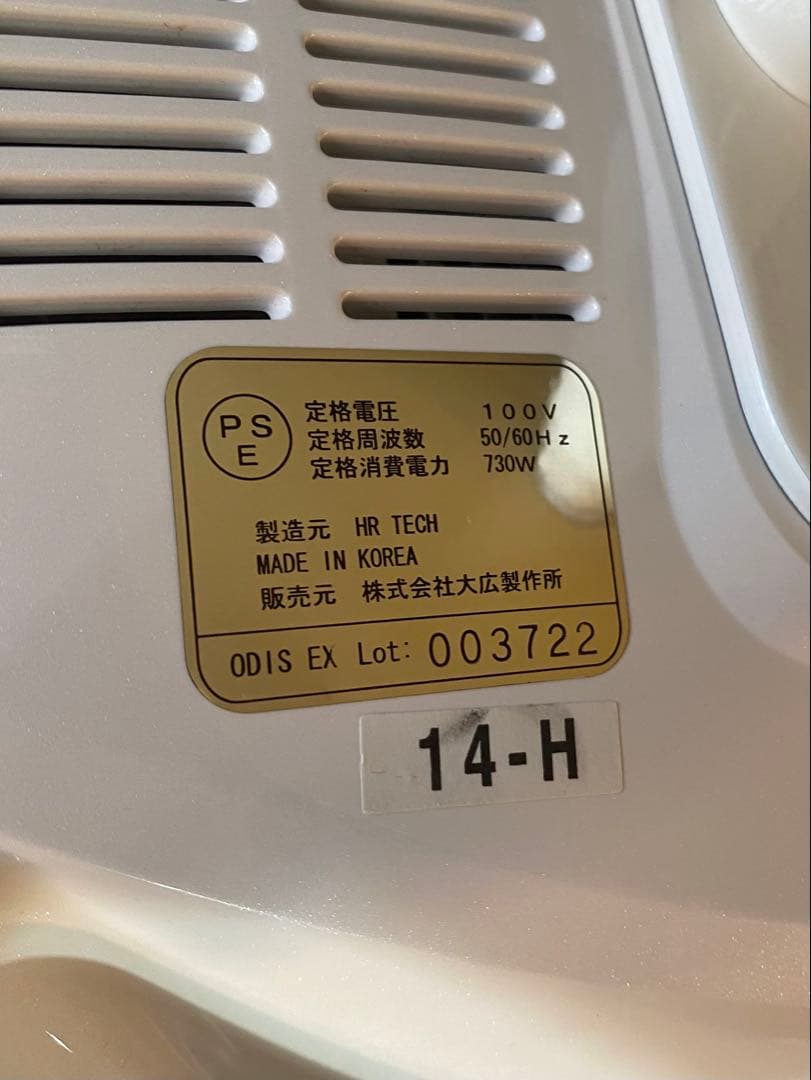 PS
E
定格電圧 100V
定格周波数 50/60Hz
定格消費電力 730W
製造元 HR TECH
MADE IN KOREA
販売元 株式会社大広製作所
ODIS EX Lot: 003722
14-H